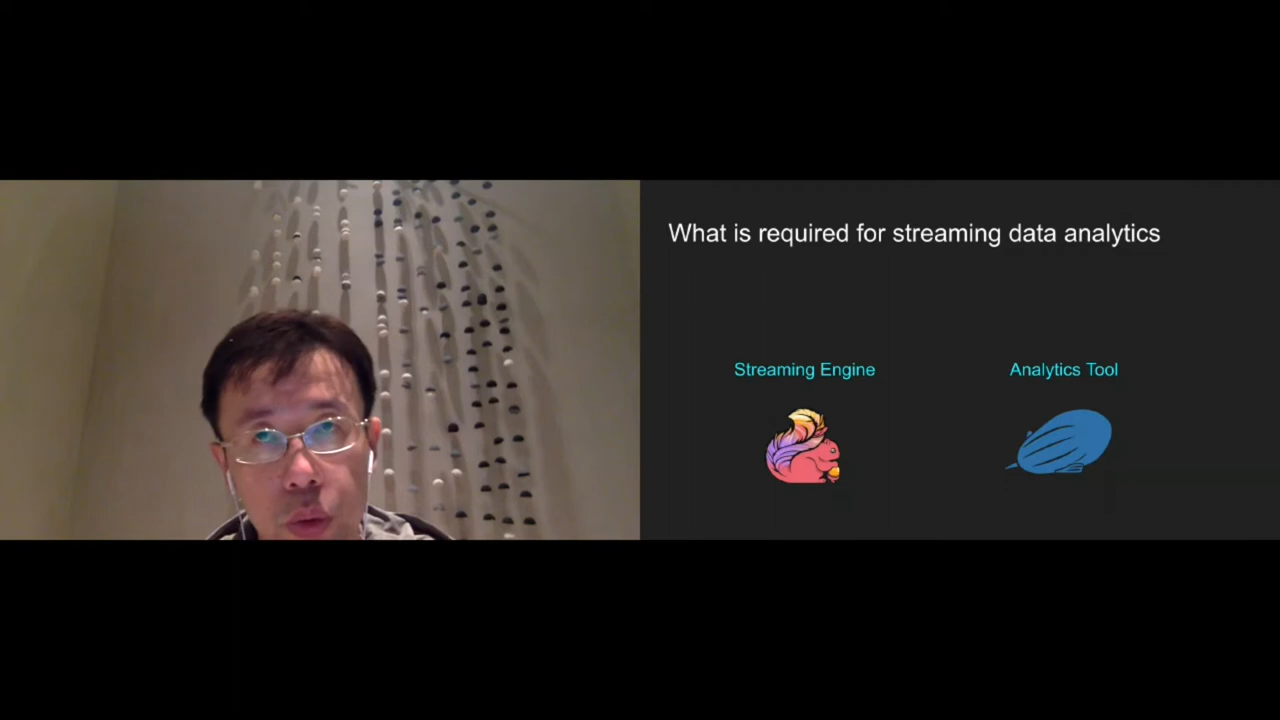 What is required for streaming data analytics
Streaming Engine
Analytics Tool